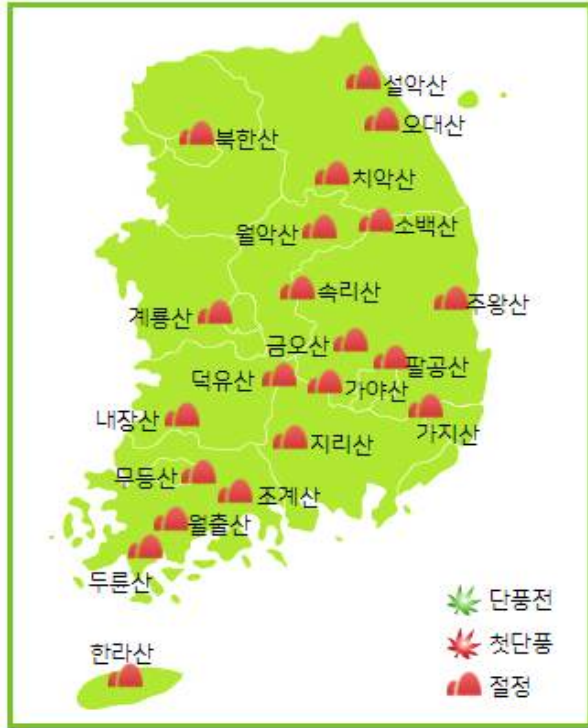 설악산
오대산
북한산
치악산
소백산
월악산
속리산
주왕산
계룡산
금오산
팔공산
덕유산
가야산
가지산
내장산
지리산
무등산
조계산
월출산
두륜산
한라산
단풍전
첫단풍
절정